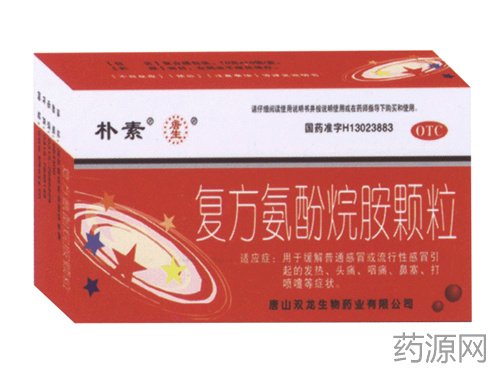 请仔细阅读使用说明书并按说明使用或在药师指导下购买和使用。
朴素®
唐生®
国药准字H13023883
OTC
复方氨酚烷胺颗粒
适应症：用于缓解普通感冒或流行性感冒引
起的发热、头痛、咽痛、鼻塞、打
喷嚏等症状。
唐山双龙生物药业有限公司
药源网